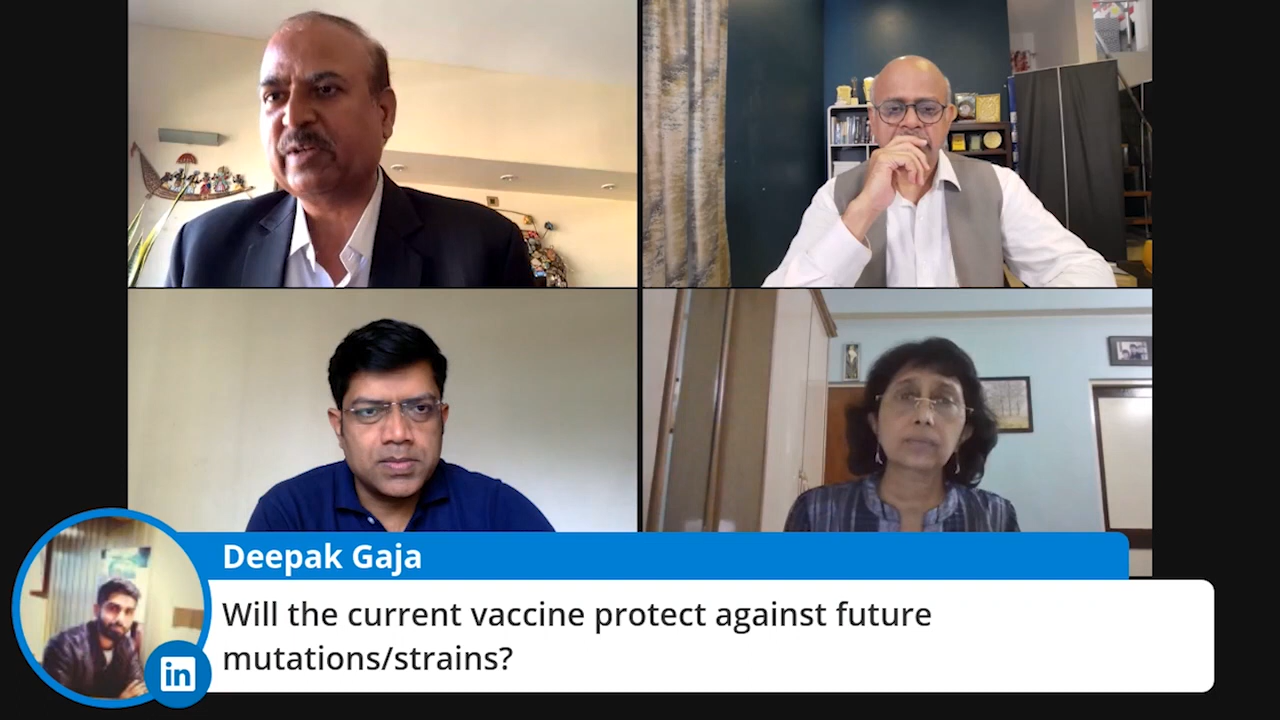 Deepak Gaja
Will the current vaccine protect against future
mutations/strains?
in